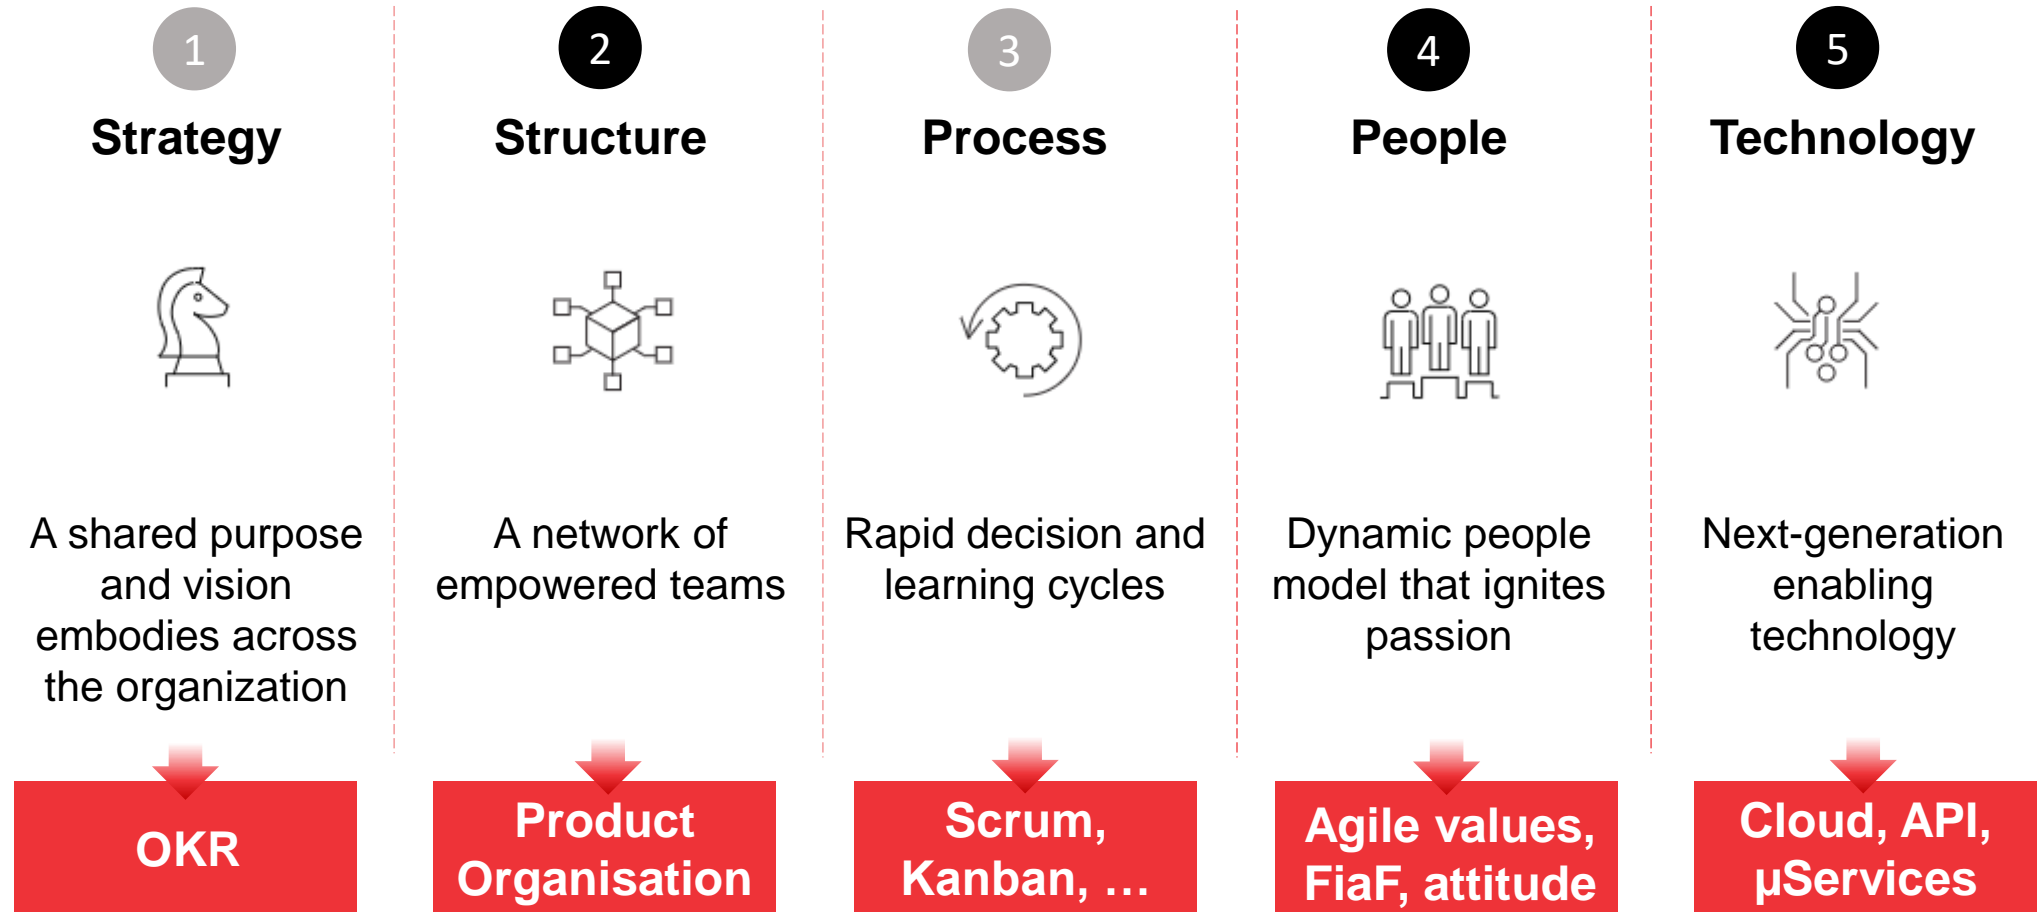 1
Strategy
A shared purpose
and vision
embodies across
the organization
OKR
2
Structure
A network of
empowered teams
Product
Organisation
3
Process
Rapid decision and
learning cycles
Scrum,
Kanban, …
4
People
Dynamic people
model that ignites
passion
Agile values,
FiaF, attitude
5
Technology
Next-generation
enabling
technology
Cloud, API,
µServices